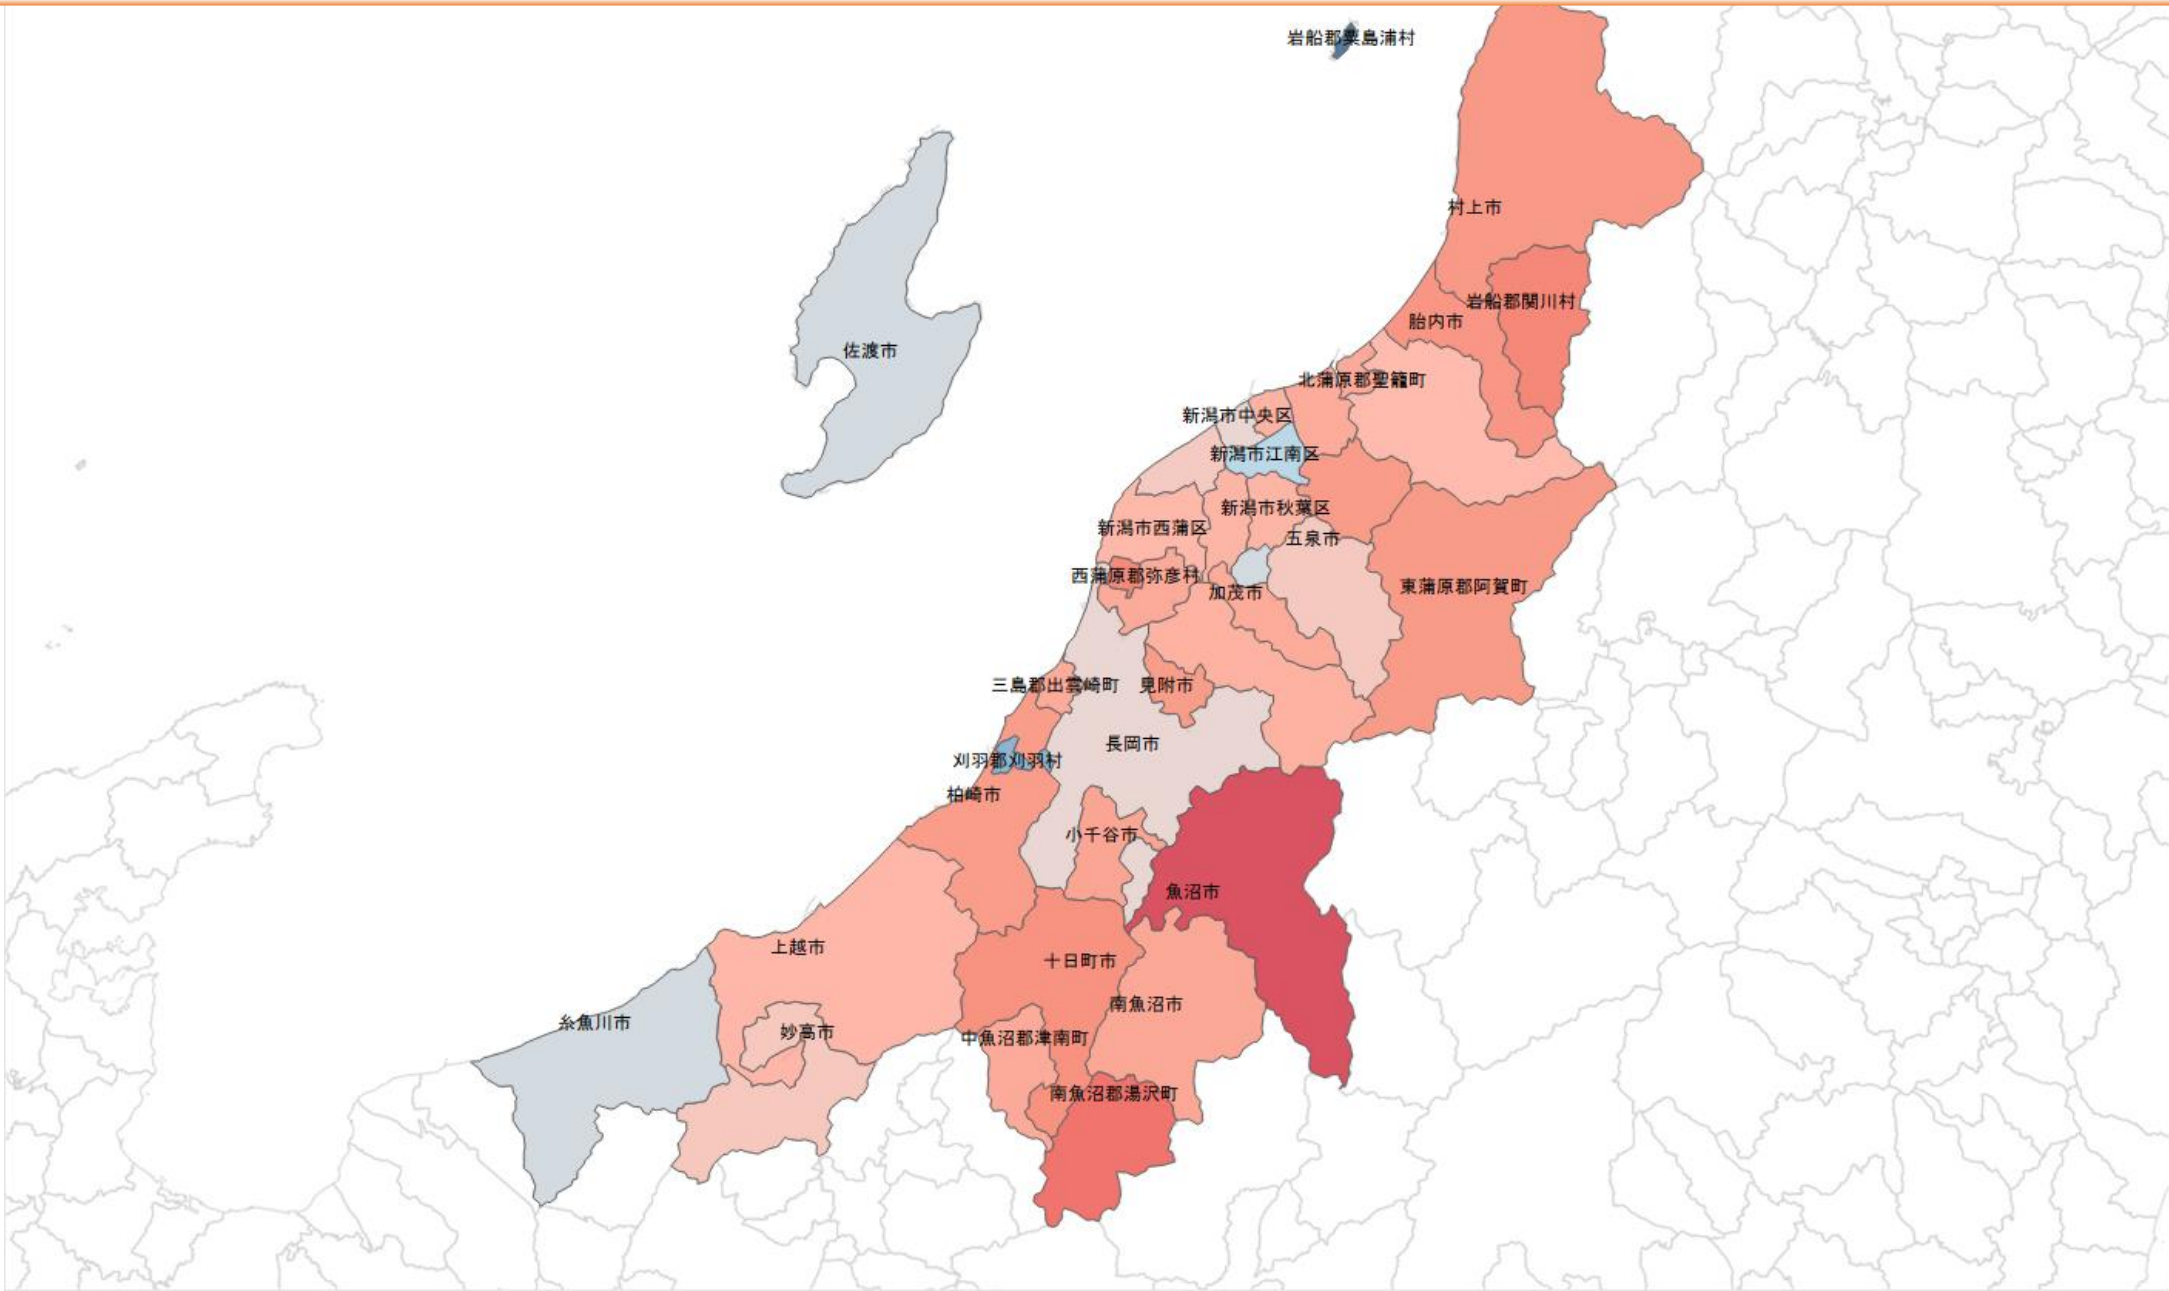 岩船郡粟島浦村
村上市
岩船郡関川村
胎内市
佐渡市
北蒲原郡聖籠町
新潟市中央区
新潟市江南区
新潟市秋葉区
新潟市西蒲区
五泉市
西蒲原郡弥彦村
東蒲原郡阿賀町
加茂市
三島郡出雲崎町
見附市
長岡市
刈羽郡刈羽村
柏崎市
小千谷市
魚沼市
上越市
十日町市
南魚沼市
糸魚川市
妙高市
中魚沼郡津南町
南魚沼郡湯沢町